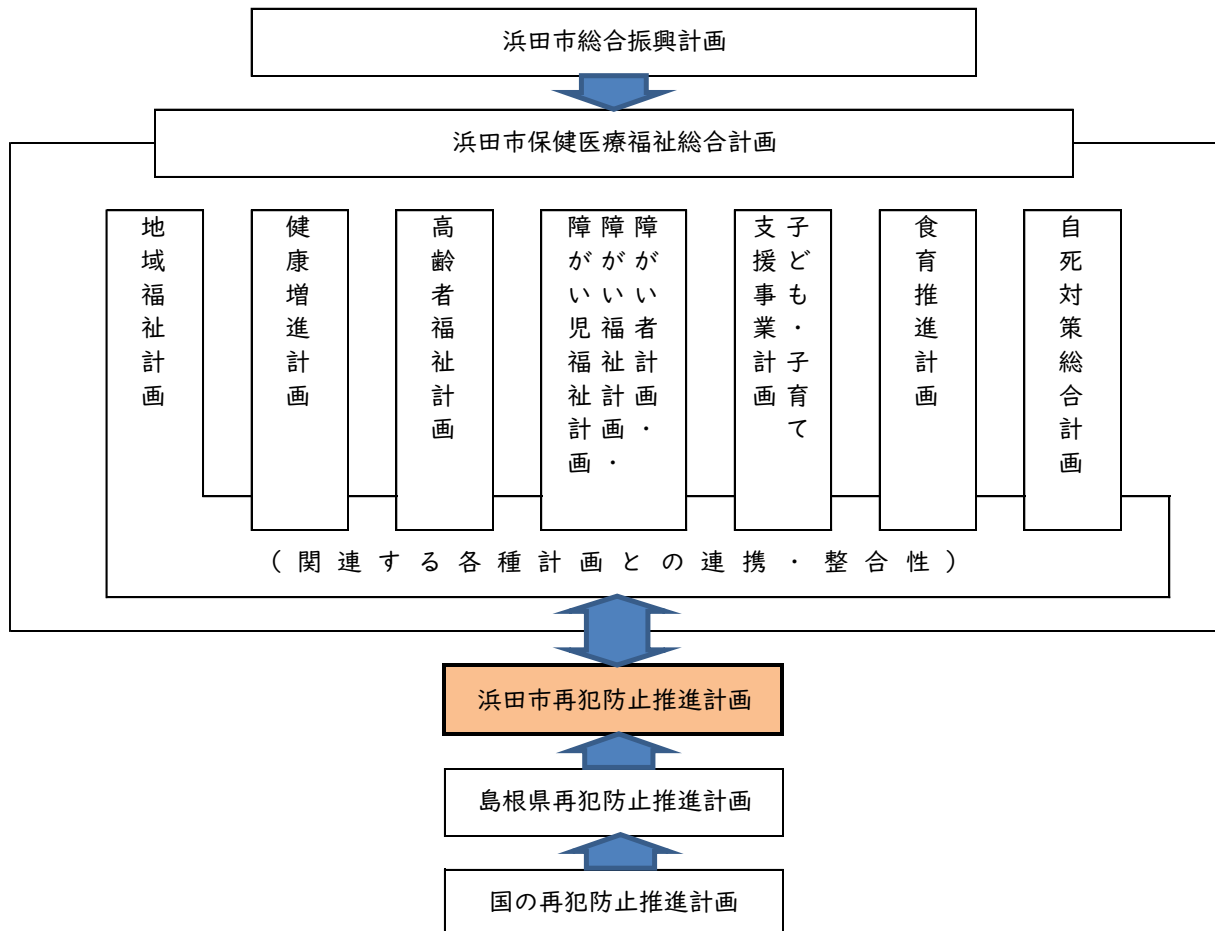 浜田市総合振興計画
浜田市保健医療福祉総合計画
地域福祉計画
健康増進計画
高齢者福祉計画
障がい者計画・
障がい福祉計画・
障がい児福祉計画
子ども・子育て
支援事業計画
食育推進計画
自死対策総合計画
(関連する各種計画との連携・整合性)
浜田市再犯防止推進計画
島根県再犯防止推進計画
国の再犯防止推進計画